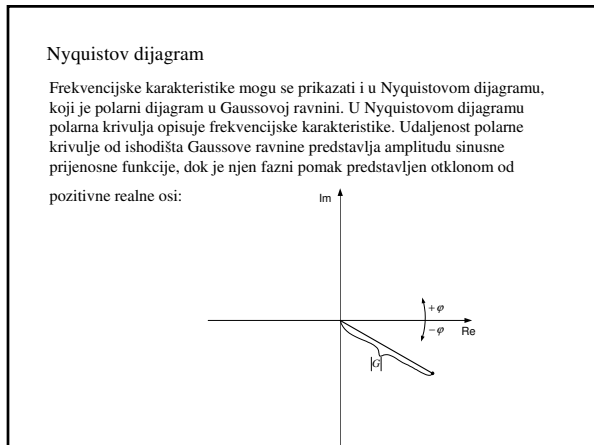 Nyquistov dijagram
Frekvencijske karakteristike mogu se prikazati i u Nyquistovom dijagramu,
koji je polarni dijagram u Gaussovoj ravnini. U Nyquistovom dijagramu
polarna krivulja opisuje frekvencijske karakteristike. Udaljenost polarne
krivulje od ishodišta Gaussove ravnine predstavlja amplitudu sinusne
prijenosne funkcije, dok je njen fazni pomak predstavljen otklonom od
pozitivne realne osi:
Im
+φ
−φ
Re
|G|